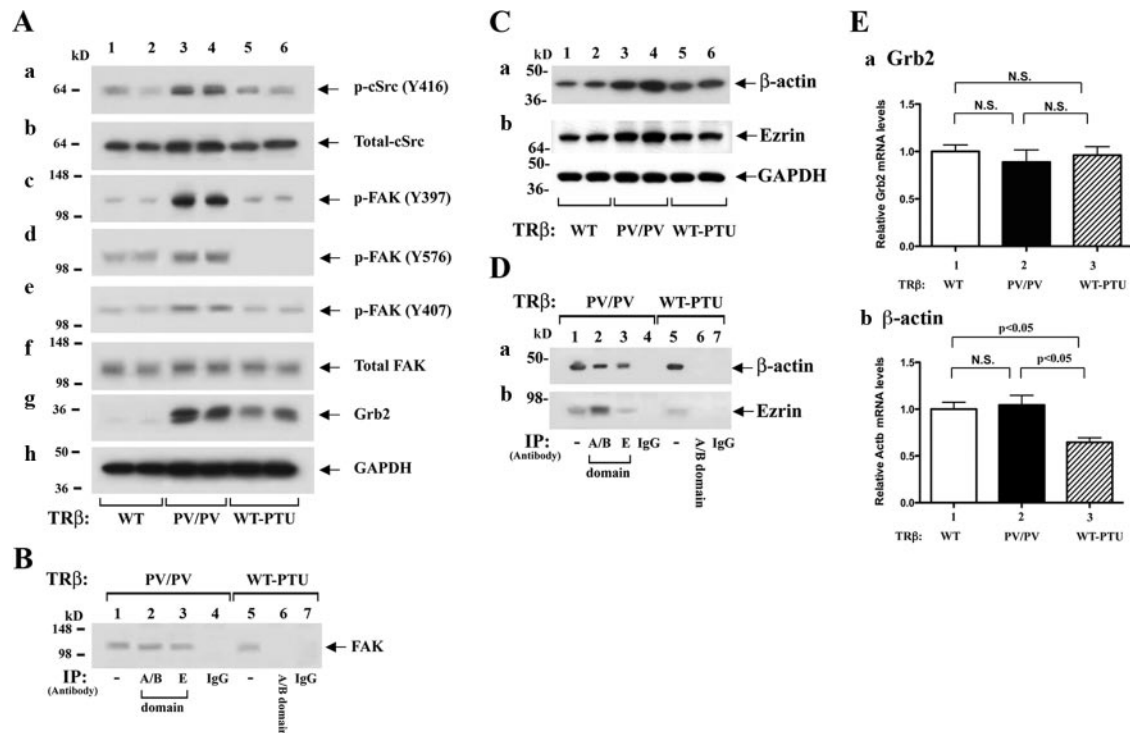 A
kD 1 2 3 4 5 6
a
64
p-cSrc (Y416)
b
64
Total-cSrc
c
148
98
p-FAK (Y397)
d
98
p-FAK (Y576)
e
98
p-FAK (Y407)
f
148
98
Total FAK
g
36
Grb2
h
50
36
GAPDH
TRβ: WT PV/PV WT-PTU
B
TRβ: PV/PV WT-PTU
kD 1 2 3 4 5 6 7
148
98
FAK
IP: - A/B E IgG - A/B domain IgG
(Antibody)
domain
C
kD 1 2 3 4 5 6
a
50-
36-
β-actin
b
64-
Ezrin
50-
36-
GAPDH
TRβ: WT PV/PV WT-PTU
D
TRβ: PV/PV WT-PTU
kD 1 2 3 4 5 6 7
a
50-
β-actin
b
98-
Ezrin
IP: - A/B E IgG - A/B domain IgG
(Antibody)
domain
E
a Grb2
N.S.
N.S. N.S.
Relative Grb2 mRNA levels
1.5
1.0
0.5
0.0
1 2 3
TRβ: WT PV/PV WT-PTU
b β-actin
p<0.05
N.S. p<0.05
Relative Actb mRNA levels
1.5
1.0
0.5
0.0
1 2 3
TRβ: WT PV/PV WT-PTU